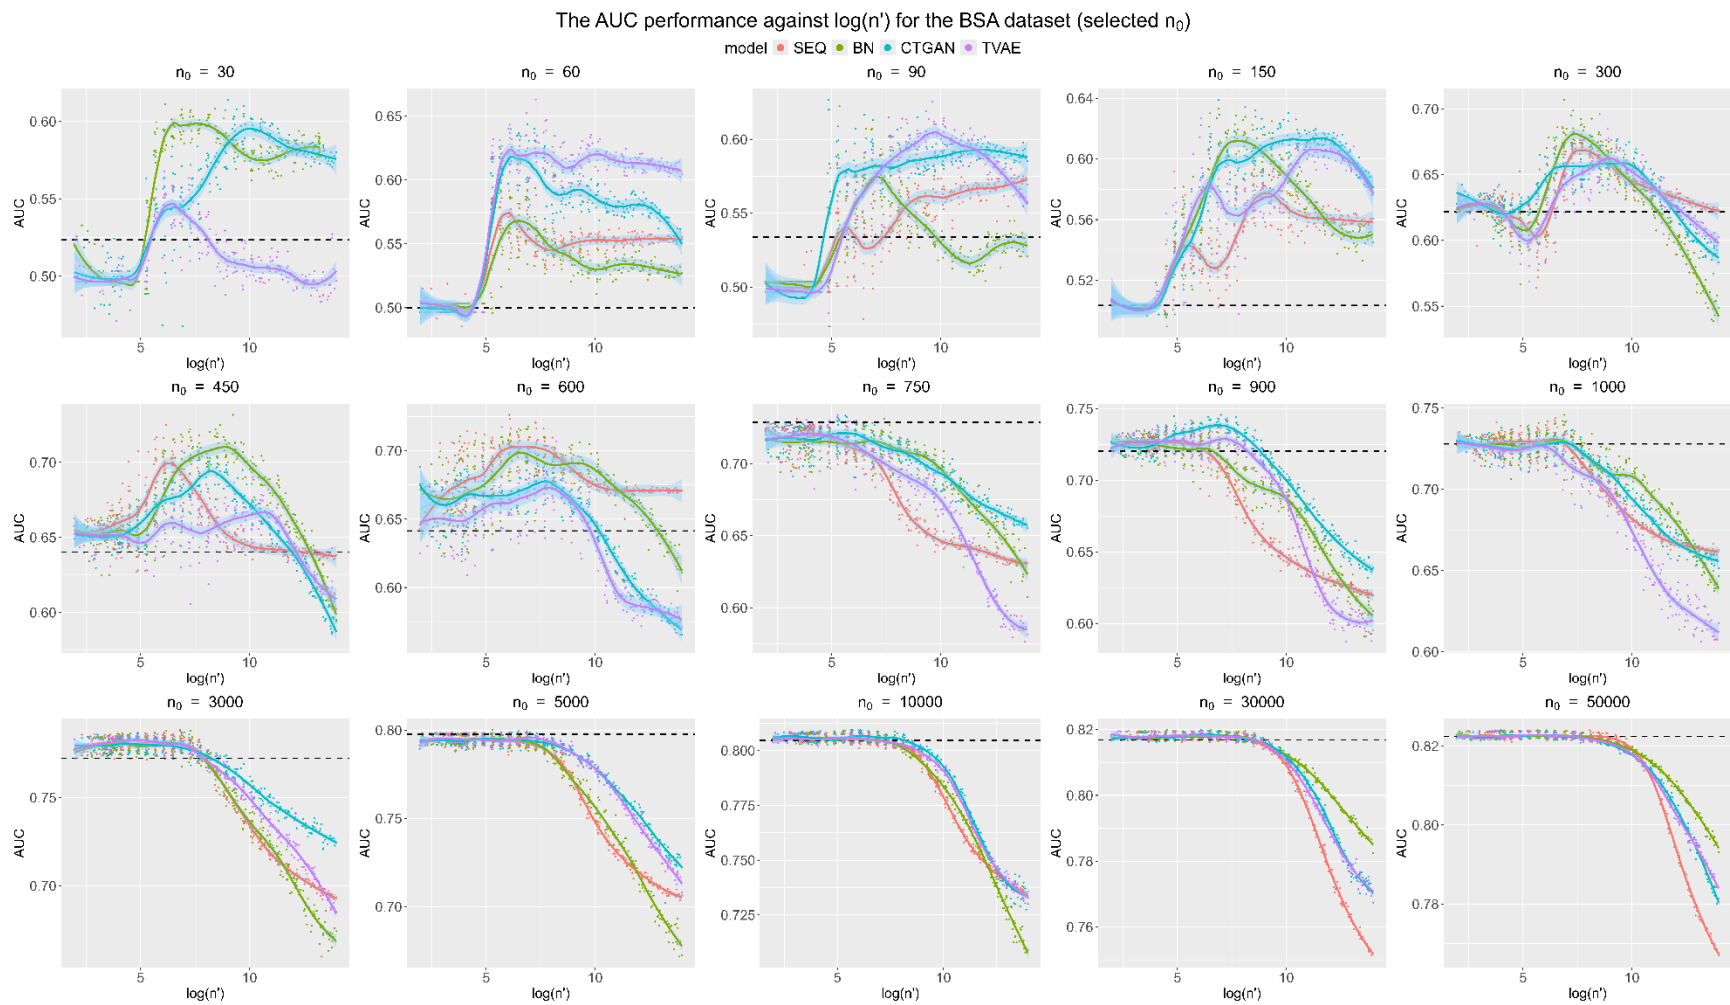 The AUC performance against log(n') for the BSA dataset (selected n₀)
model SEQ BN CTGAN TVAE
n₀ = 30
n₀ = 60
n₀ = 90
n₀ = 150
n₀ = 300
AUC
0.60
0.55
0.50
5 10
log(n')
AUC
0.65
0.60
0.55
0.50
5 10
log(n')
AUC
0.60
0.55
0.50
5 10
log(n')
AUC
0.64
0.60
0.56
0.52
5 10
log(n')
AUC
0.70
0.65
0.60
0.55
5 10
log(n')
n₀ = 450
n₀ = 600
n₀ = 750
n₀ = 900
n₀ = 1000
AUC
0.70
0.65
0.60
5 10
log(n')
AUC
0.70
0.65
0.60
5 10
log(n')
AUC
0.70
0.65
0.60
5 10
log(n')
AUC
0.75
0.70
0.65
0.60
5 10
log(n')
AUC
0.75
0.70
0.65
0.60
5 10
log(n')
n₀ = 3000
n₀ = 5000
n₀ = 10000
n₀ = 30000
n₀ = 50000
AUC
0.75
0.70
5 10
log(n')
AUC
0.80
0.75
0.70
5 10
log(n')
AUC
0.800
0.775
0.750
0.725
5 10
log(n')
AUC
0.82
0.80
0.78
0.76
5 10
log(n')
AUC
0.82
0.80
0.78
5 10
log(n')